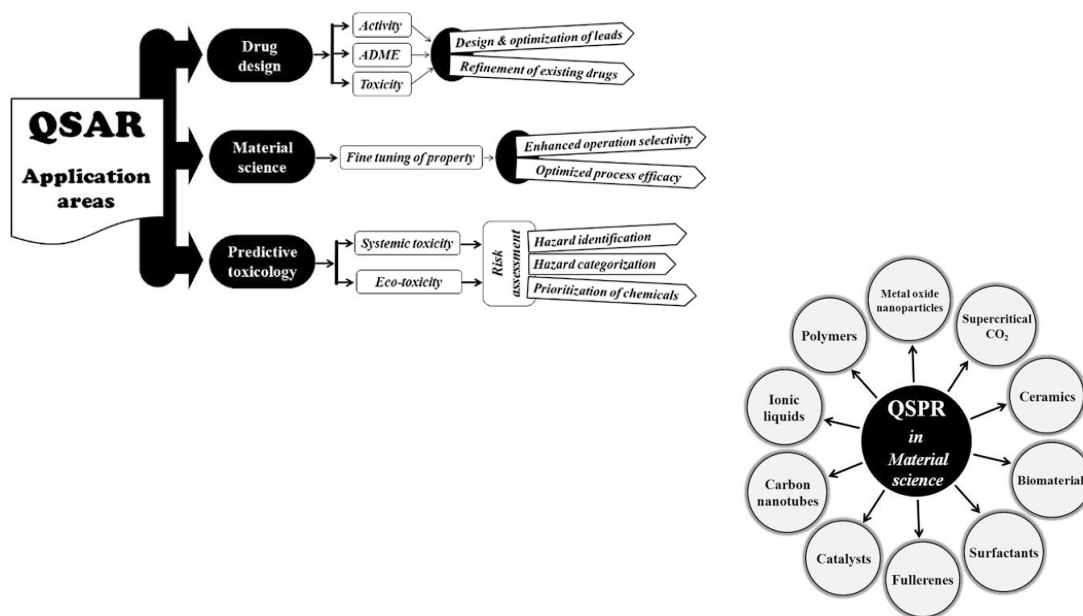 QSAR
Application
areas
Drug
design
Activity
ADME
Toxicity
Design & optimization of leads
Refinement of existing drugs
Material
science
Fine tuning of property
Enhanced operation selectivity
Optimized process efficacy
Predictive
toxicology
Systemic toxicity
Eco-toxicity
Risk
assessment
Hazard identification
Hazard categorization
Prioritization of chemicals
QSPR
in
Material
science
Metal oxide
nanoparticles
Supercritical
CO₂
Ceramics
Biomaterial
Surfactants
Fullerenes
Catalysts
Carbon
nanotubes
Ionic
liquids
Polymers